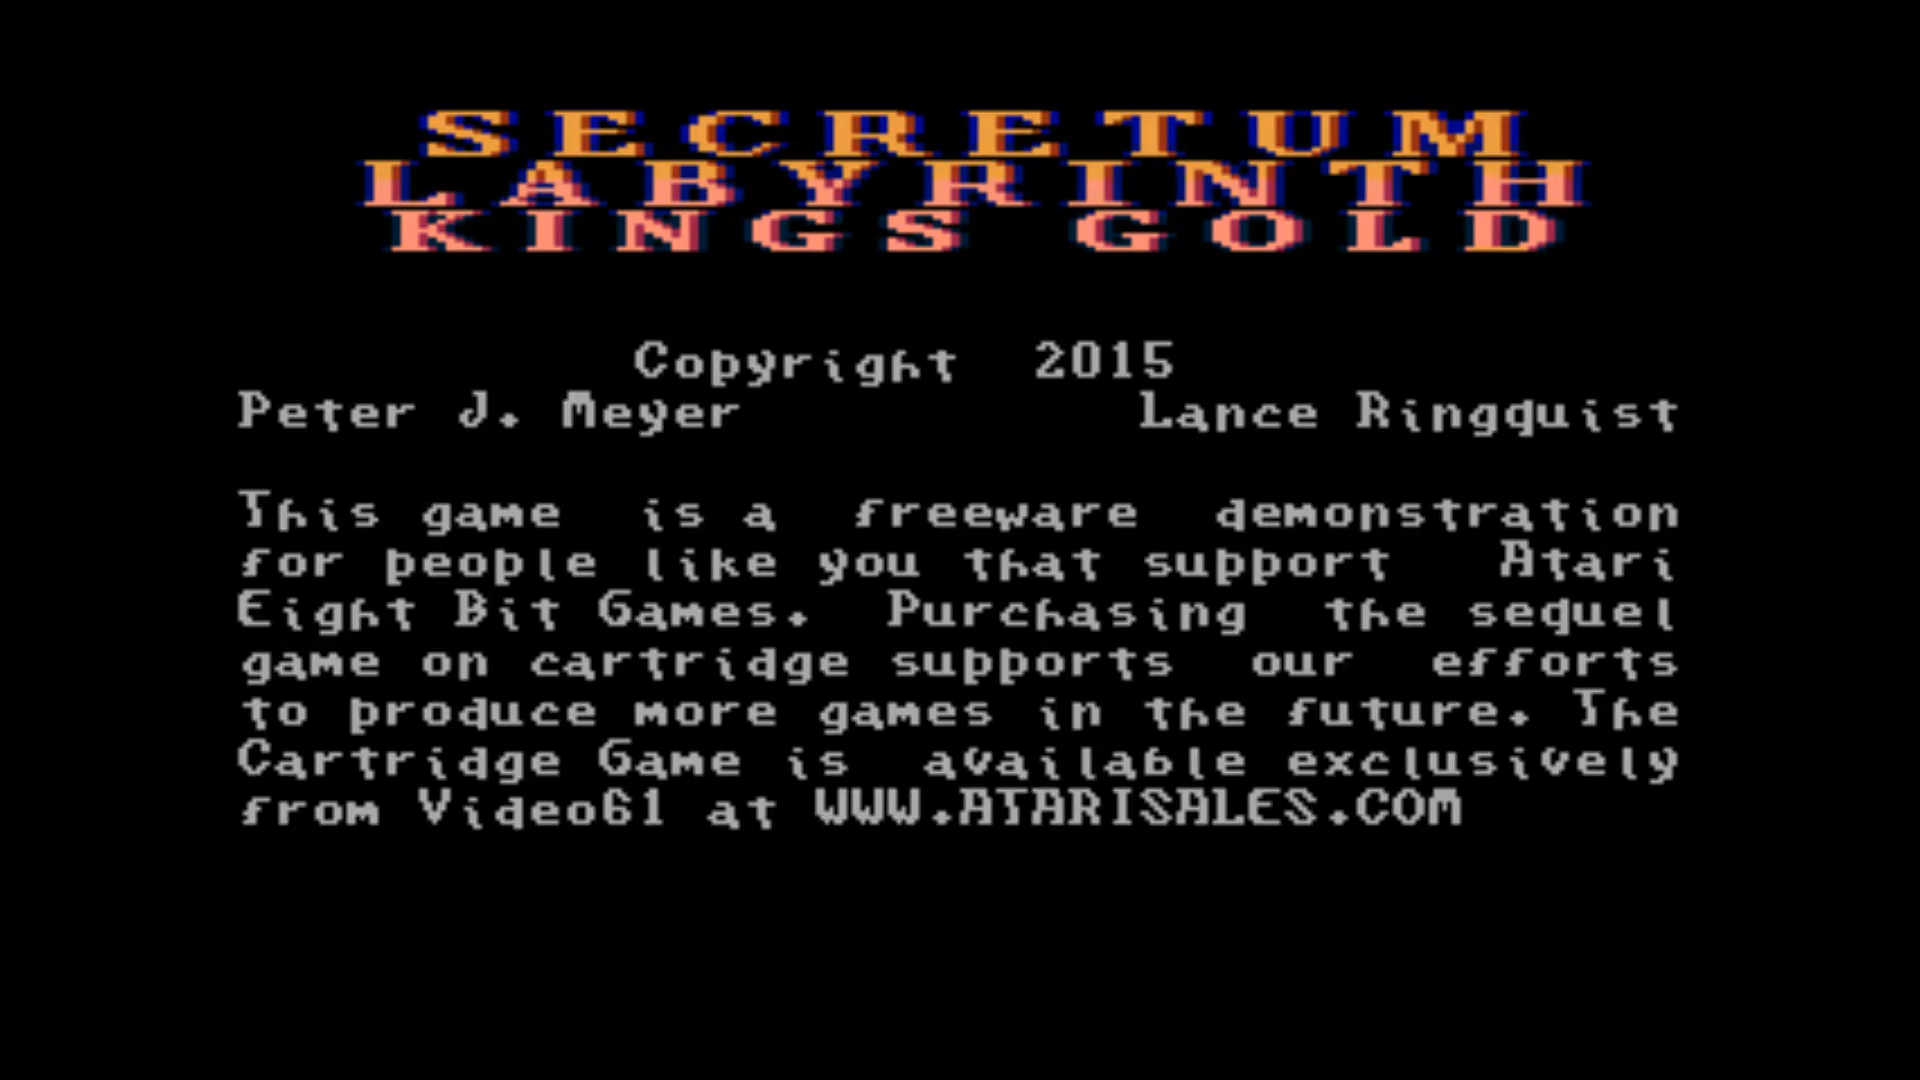 SECRETUM
LABYRINTH
KINGS GOLD
Copyright 2015
Peter J. Meyer Lance Ringquist
This game is a freeware demonstration
for people like you that support Atari
Eight Bit Games. Purchasing the sequel
game on cartridge supports our efforts
to produce more games in the future. The
Cartridge Game is available exclusively
from Video61 at WWW.ATARISALES.COM